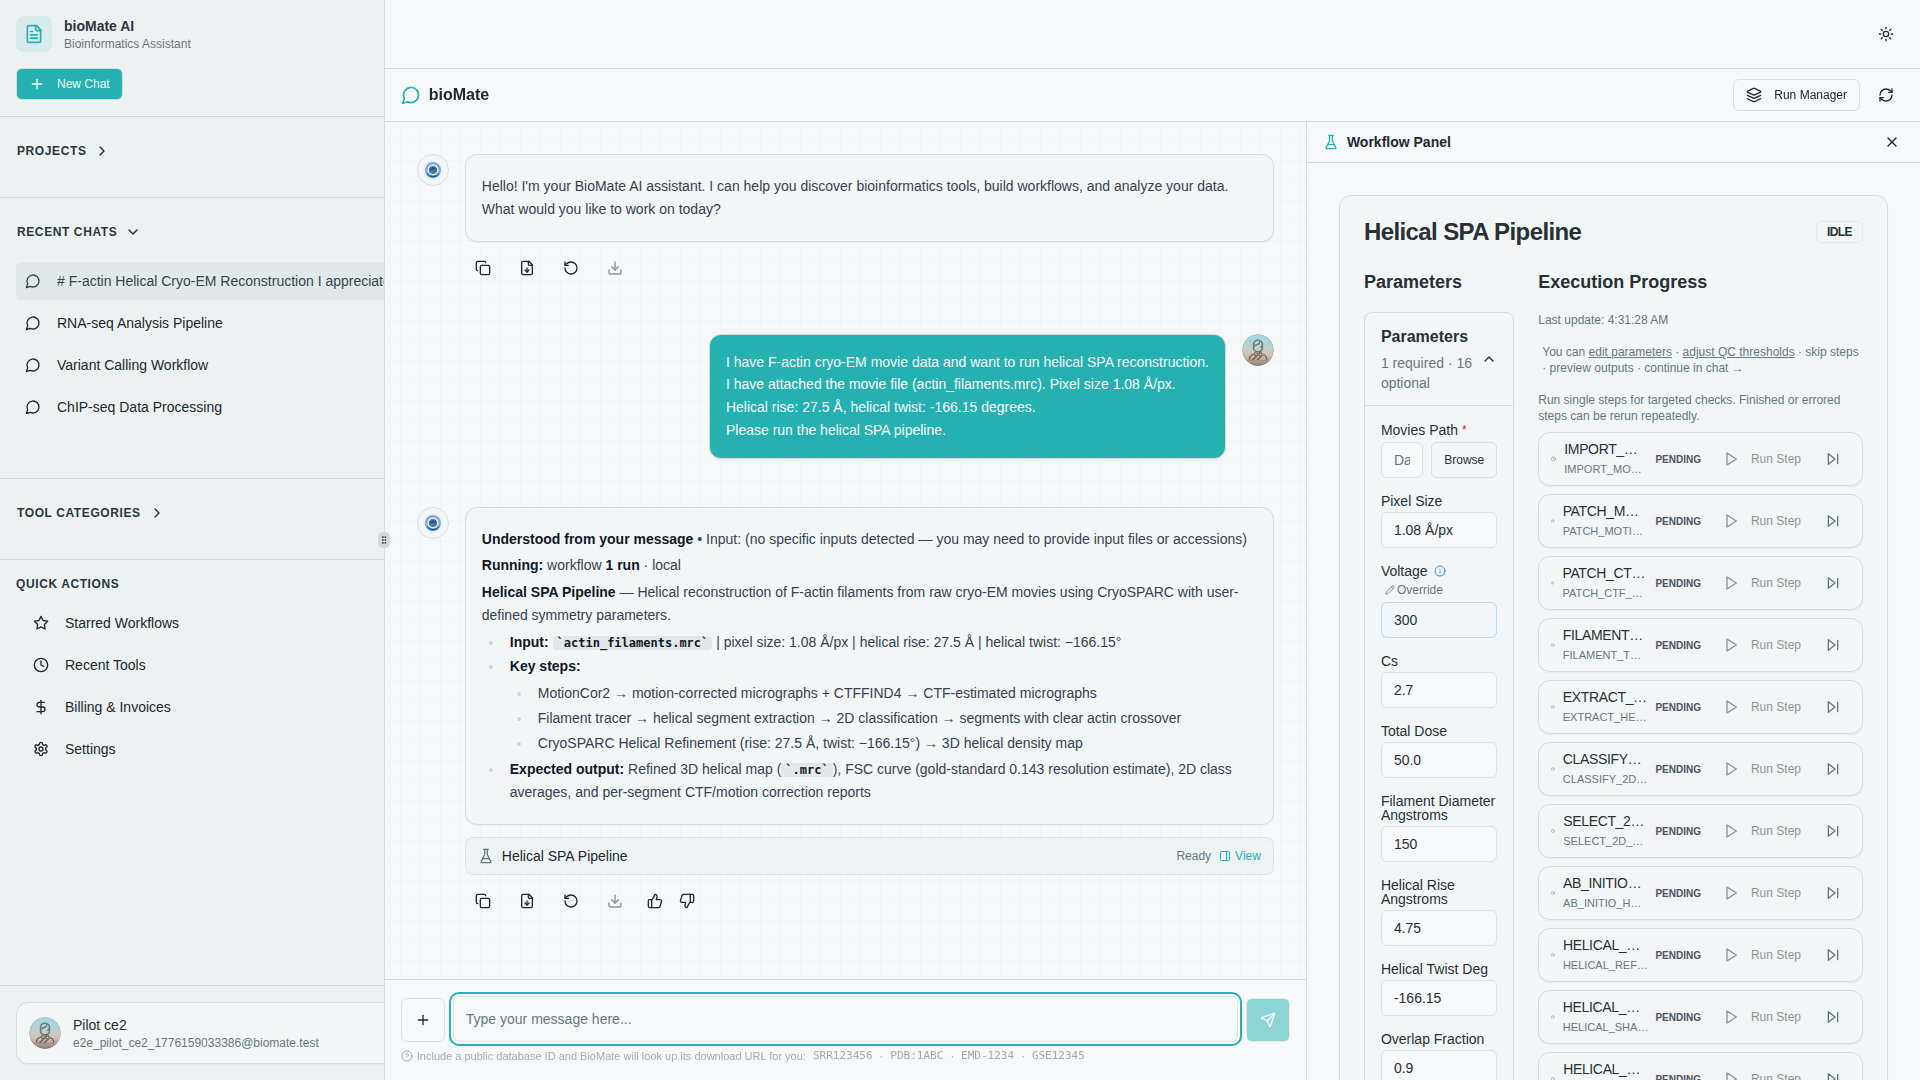 bioMate AI
Bioinformatics Assistant
New Chat
PROJECTS
RECENT CHATS
# F-actin Helical Cryo-EM Reconstruction I appreciat
RNA-seq Analysis Pipeline
Variant Calling Workflow
ChIP-seq Data Processing
TOOL CATEGORIES
QUICK ACTIONS
Starred Workflows
Recent Tools
Billing & Invoices
Settings
Pilot ce2
e2e_pilot_ce2_1776159033386@biomate.test
bioMate
Run Manager
Hello! I'm your BioMate AI assistant. I can help you discover bioinformatics tools, build workflows, and analyze your data.
What would you like to work on today?
I have F-actin cryo-EM movie data and want to run helical SPA reconstruction.
I have attached the movie file (actin_filaments.mrc). Pixel size 1.08 Å/px.
Helical rise: 27.5 Å, helical twist: -166.15 degrees.
Please run the helical SPA pipeline.
Understood from your message • Input: (no specific inputs detected — you may need to provide input files or accessions)
Running: workflow 1 run · local
Helical SPA Pipeline — Helical reconstruction of F-actin filaments from raw cryo-EM movies using CryoSPARC with user-
defined symmetry parameters.
Input: `actin_filaments.mrc` | pixel size: 1.08 Å/px | helical rise: 27.5 Å | helical twist: −166.15°
Key steps:
MotionCor2 → motion-corrected micrographs + CTFFIND4 → CTF-estimated micrographs
Filament tracer → helical segment extraction → 2D classification → segments with clear actin crossover
CryoSPARC Helical Refinement (rise: 27.5 Å, twist: −166.15°) → 3D helical density map
Expected output: Refined 3D helical map (`.mrc`), FSC curve (gold-standard 0.143 resolution estimate), 2D class
averages, and per-segment CTF/motion correction reports
Helical SPA Pipeline
Ready
View
Type your message here...
Include a public database ID and BioMate will look up its download URL for you: SRR123456 · PDB:1ABC · EMD-1234 · GSE12345
Workflow Panel
Helical SPA Pipeline
IDLE
Parameters
Parameters
1 required · 16
optional
Movies Path *
Da
Browse
Pixel Size
1.08 Å/px
Voltage
Override
300
Cs
2.7
Total Dose
50.0
Filament Diameter
Angstroms
150
Helical Rise
Angstroms
4.75
Helical Twist Deg
-166.15
Overlap Fraction
0.9
Execution Progress
Last update: 4:31:28 AM
You can edit parameters · adjust QC thresholds · skip steps
· preview outputs · continue in chat →
Run single steps for targeted checks. Finished or errored
steps can be rerun repeatedly.
IMPORT_…
IMPORT_MO…
PENDING
Run Step
PATCH_M…
PATCH_MOTI…
PENDING
Run Step
PATCH_CT…
PATCH_CTF_…
PENDING
Run Step
FILAMENT…
FILAMENT_T…
PENDING
Run Step
EXTRACT_…
EXTRACT_HE…
PENDING
Run Step
CLASSIFY…
CLASSIFY_2D…
PENDING
Run Step
SELECT_2…
SELECT_2D_…
PENDING
Run Step
AB_INITIO…
AB_INITIO_H…
PENDING
Run Step
HELICAL_…
HELICAL_REF…
PENDING
Run Step
HELICAL_…
HELICAL_SHA…
PENDING
Run Step
HELICAL_…
PENDING
Run Step